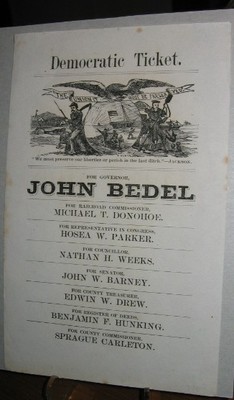 Democratic Ticket.
THE
"We must preserve our liberties or perish in the last ditch."—JACKSON.
FOR GOVERNOR,
JOHN BEDEL
FOR RAILROAD COMMISSIONER,
MICHAEL T. DONOHOE.
FOR REPRESENTATIVE IN CONGRESS,
HOSEA W. PARKER.
FOR COUNCILLOR,
NATHAN H. WEEKS.
FOR SENATOR,
JOHN W. BARNEY.
FOR COUNTY TREASURER,
EDWIN W. DREW.
FOR REGISTER OF DEEDS,
BENJAMIN F. HUNKING.
FOR COUNTY COMMISSIONER,
SPRAGUE CARLETON.